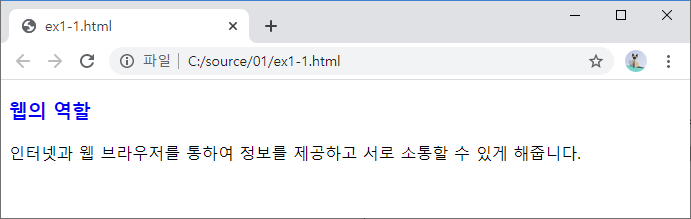 ex1-1.html
파일 C:/source/01/ex1-1.html
웹의 역할
인터넷과 웹 브라우저를 통하여 정보를 제공하고 서로 소통할 수 있게 해줍니다.